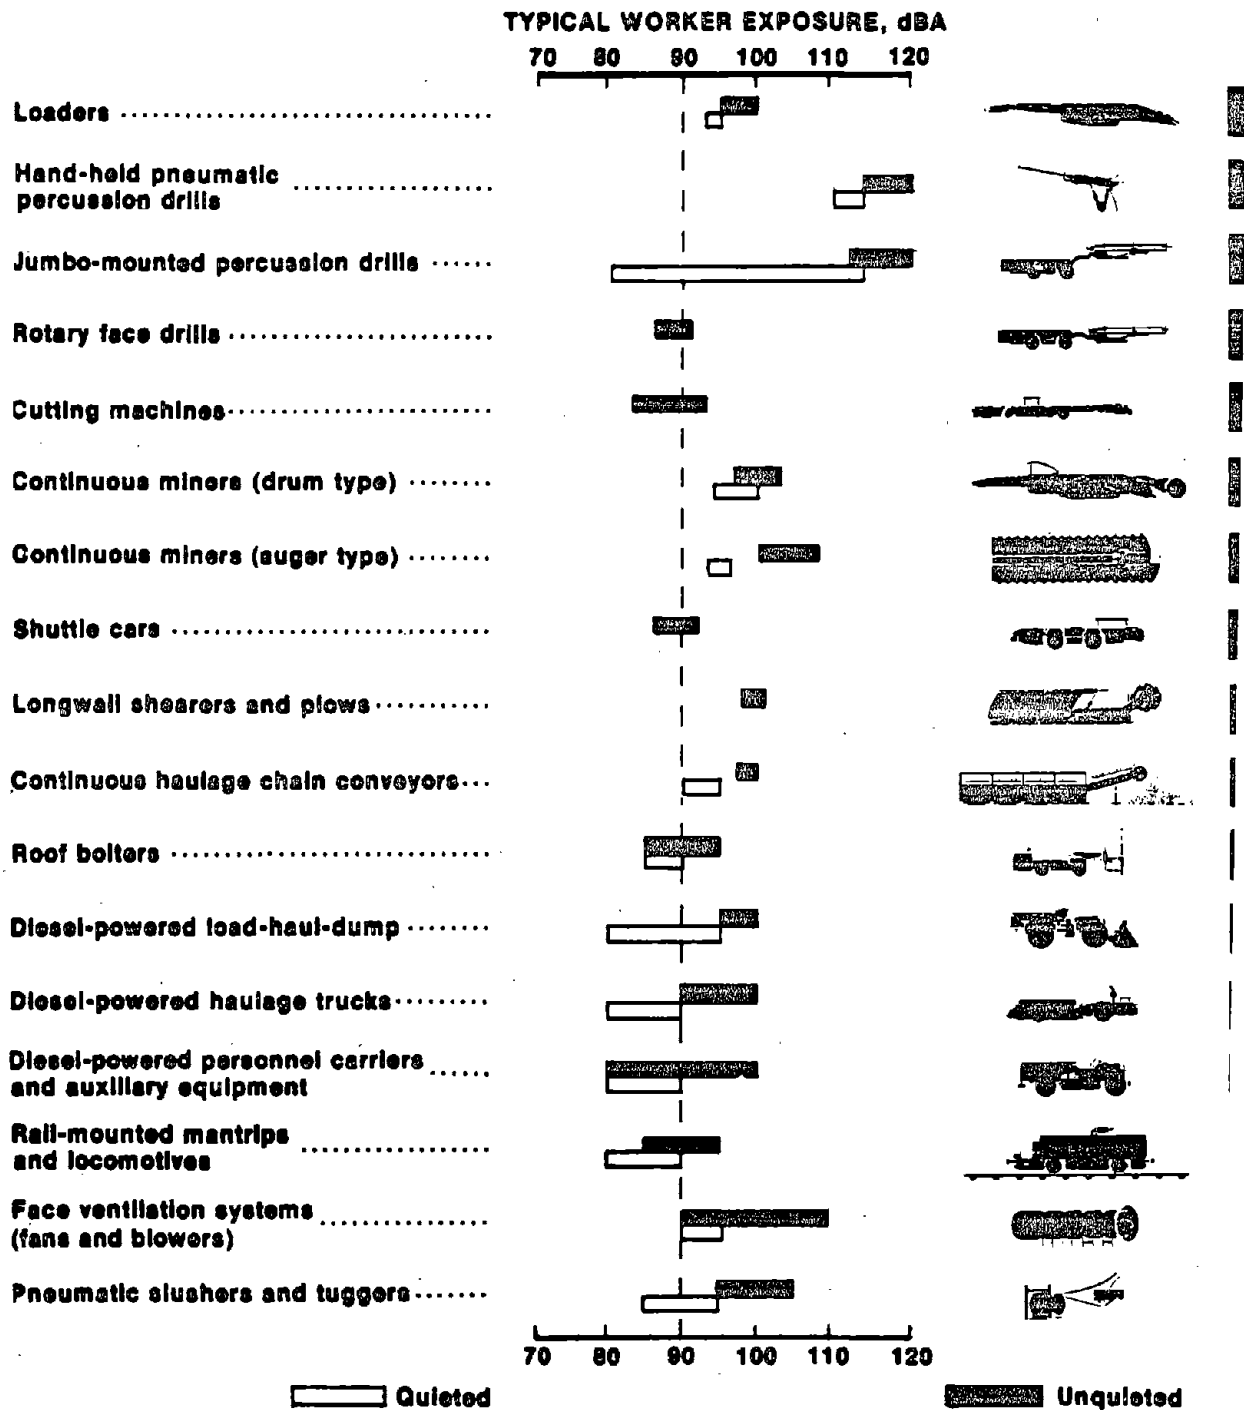 TYPICAL WORKER EXPOSURE, dBA
70 80 90 100 110 120
Loaders
Hand-held pneumatic
percussion drills
Jumbo-mounted percussion drills
Rotary face drills
Cutting machines
Continuous miners (drum type)
Continuous miners (auger type)
Shuttle cars
Longwall shearers and plows
Continuous haulage chain conveyors
Roof bolters
Diesel-powered load-haul-dump
Diesel-powered haulage trucks
Diesel-powered personnel carriers
and auxiliary equipment
Rail-mounted mantrips
and locomotives
Face ventilation systems
(fans and blowers)
Pneumatic slushers and tuggers
70 80 90 100 110 120
Quieted
Unquieted